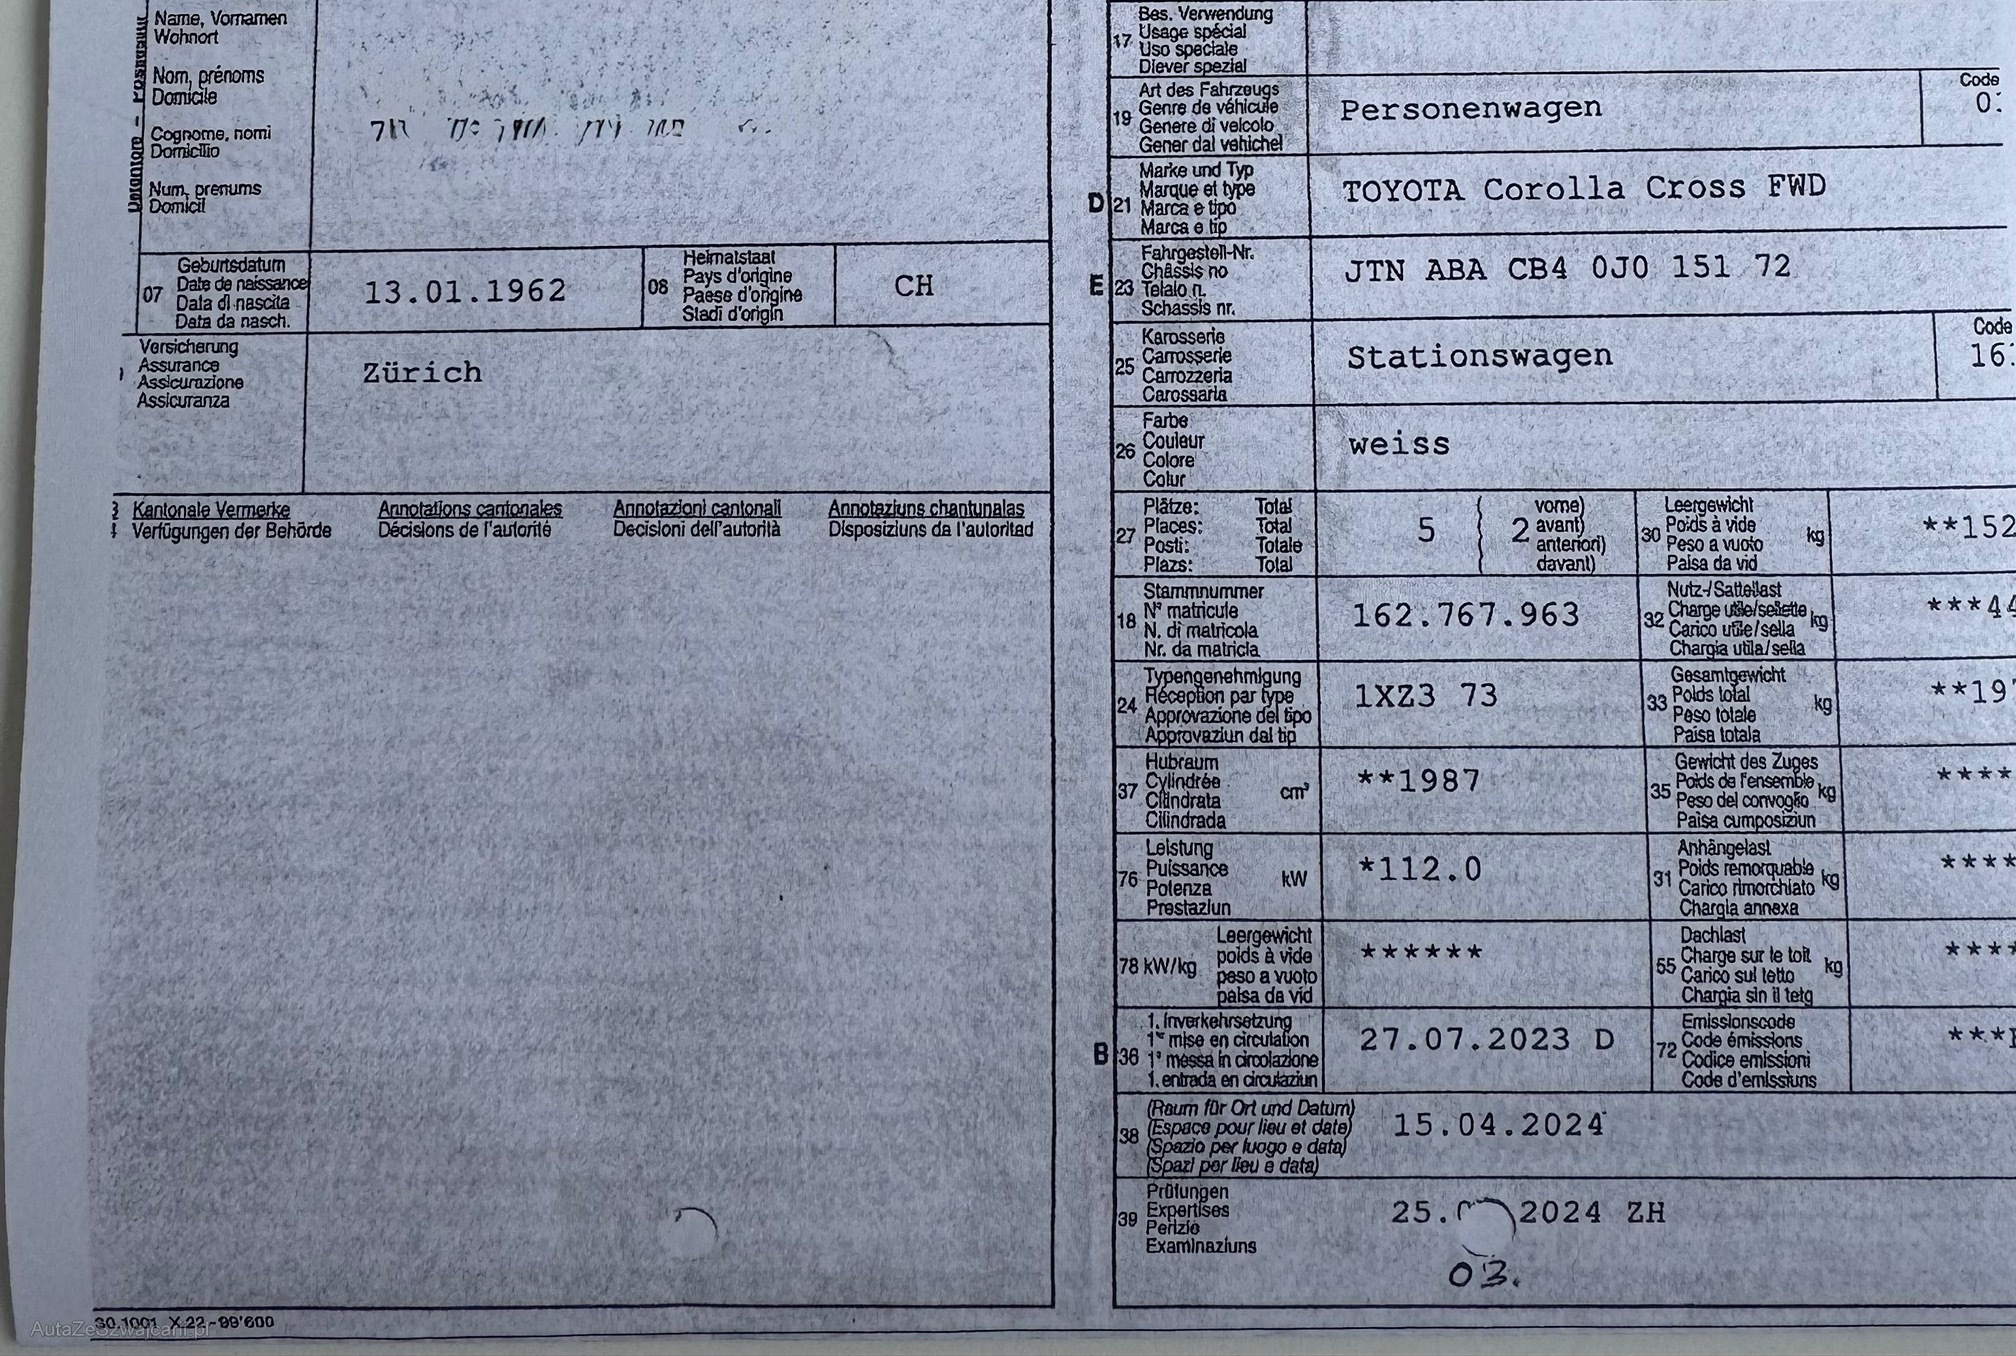 Name, Vornamen
Wohnort
Nom, prénoms
Domicile
Cognome, nomi
Domicilio
Num, prenums
Domicil
07 Geburtsdatum
Date de naissance
Data di nascita
Data da nasch.
13.01.1962
08 Heimatstaat
Pays d'origine
Paese d'origine
Stadi d'origin
CH
Versicherung
Assurance
Assicurazione
Assicuranza
Zürich
Kantonale Vermerke Annotations cantonales Annotazioni cantonali Annotaziuns chantunalas
Verfügungen der Behörde Décisions de l'autorité Decisioni dell'autorità Disposiziuns da l'autoritad
30.1001 X.22-99'600
AutaZeSzwajcarii.pl
17 Bes. Verwendung
Usage spécial
Uso speciale
Diever spezial
19 Art des Fahrzeugs
Genre de véhicule
Genere di veicolo
Gener dal vehichel
Personenwagen
Code
D 21 Marke und Typ
Marque et type
Marca e tipo
Marca e tip
TOYOTA Corolla Cross FWD
E 23 Fahrgestell-Nr.
Châssis no
Telaio n.
Schassis nr.
JTN ABA CB4 0J0 151 72
25 Karosserie
Carrosserie
Carrozzeria
Carossaria
Stationswagen
Code
16
26 Farbe
Couleur
Colore
Colur
weiss
27 Plätze: Total
Places: Total
Posti: Totale
Plazs: Total
5 2 vorne)
avant)
anteriori)
davant)
30 Leergewicht
Poids à vide kg
Peso a vuoto
Paisa da vid
**152
18 Stammnummer
N° matricule
N. di matricola
Nr. da matricla
162.767.963
32 Nutz-/Sattellast
Charge utile/sellette kg
Carico utile/sella
Chargia utila/sella
***44
24 Typengenehmigung
Réception par type
Approvazione del tipo
Approvaziun dal tip
1XZ3 73
33 Gesamtgewicht
Poids total kg
Peso totale
Paisa totala
**19
37 Hubraum
Cylindrée
Cilindrata cm³
Cilindrada
**1987
35 Gewicht des Zuges
Poids de l'ensemble kg
Peso del convoglio
Paisa cumposiziun
****
76 Leistung
Puissance
Potenza kW
Prestaziun
*112.0
31 Anhängelast
Poids remorquable kg
Carico rimorchiato
Chargia annexa
****
78 kW/kg Leergewicht
poids à vide
peso a vuoto
paisa da vid
******
55 Dachlast
Charge sur le toit kg
Carico sul tetto
Chargia sin il tetg
****
B 36 1. Inverkehrsetzung
1re mise en circulation
1a messa in circolazione
1. entrada en circulaziun
27.07.2023 D
72 Emissionscode
Code émissions
Codice emissioni
Code d'emissiuns
***
38 (Raum für Ort und Datum)
(Espace pour lieu et date)
(Spazio per luogo e data)
(Spazi per lieu e data)
15.04.2024
39 Prüfungen
Expertises
Perizie
Examinaziuns
25. 2024 ZH
03.